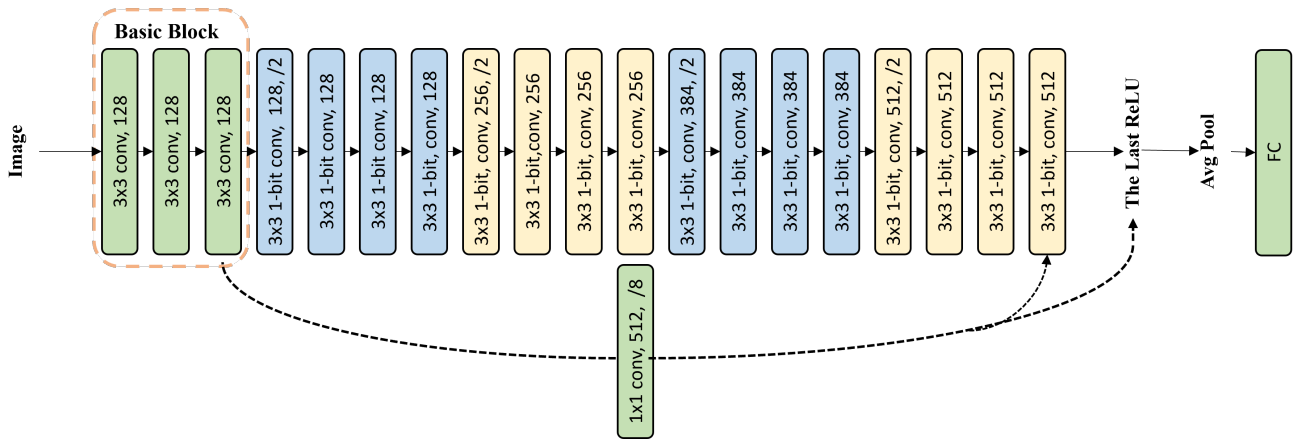 Basic Block
Image
3x3 conv, 128
3x3 conv, 128
3x3 conv, 128
3x3 1-bit conv, 128, /2
3x3 1-bit, conv, 128
3x3 1-bit, conv, 128
3x3 1-bit, conv, 128
3x3 1-bit, conv, 256, /2
3x3 1-bit,conv, 256
3x3 1-bit, conv, 256
3x3 1-bit, conv, 256
3x3 1-bit, conv, 384, /2
3x3 1-bit, conv, 384
3x3 1-bit, conv, 384
3x3 1-bit, conv, 384
3x3 1-bit, conv, 512, /2
3x3 1-bit, conv, 512
3x3 1-bit, conv, 512
3x3 1-bit, conv, 512
The Last ReLU
Avg Pool
FC
1x1 conv, 512, /8